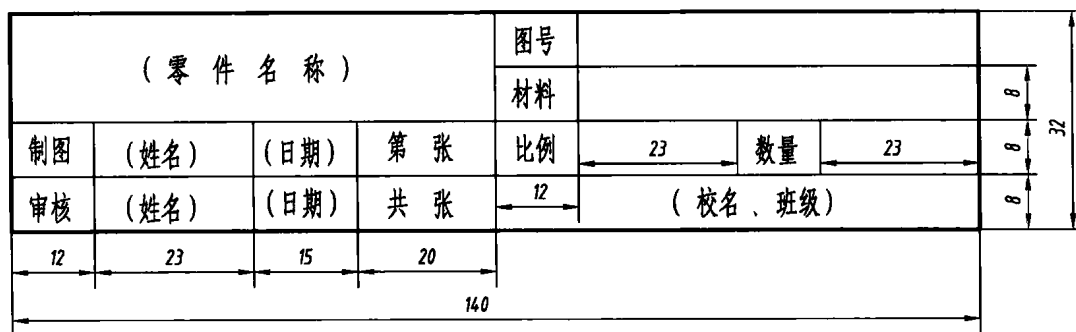 (零件名称) 图号
材料 8
制图 (姓名) (日期) 第 张 比例 23 数量 23 8 32
审核 (姓名) (日期) 共 张 12 (校名、班级) 8
12 23 15 20
140